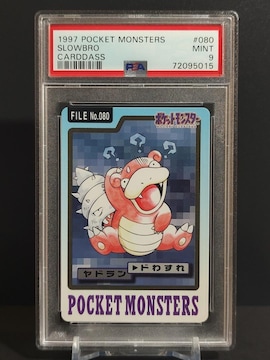 1997 POCKET MONSTERS #080
SLOWBRO MINT
CARDDASS 9
PSA 72095015
FILE No.080
ポケットモンスター
? ? ?
ヤドラン ▶ドわすれ
POCKET MONSTERS